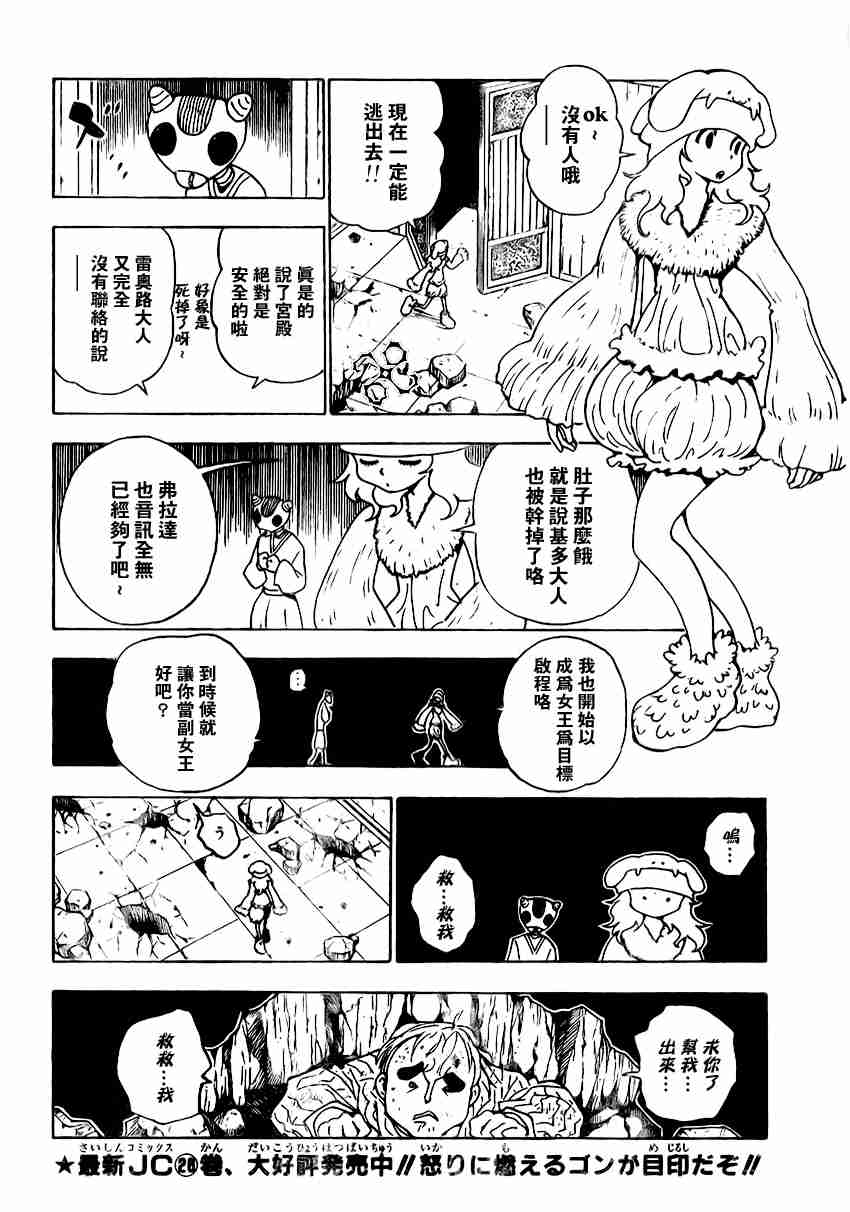 ok~
沒有人哦
——
現在一定能
逃出去!!
眞是的
說了宮殿
絕對是
安全的啦
好象是
死掉了呀~
雷奥路大人
又完全
沒有聯絡的說
——
肚子那麼餓
就是說基多大人
也被幹掉了咯
弗拉達
也音訊全無
已經夠了吧~
我也開始以
成爲女王爲目標
啟程咯
…
到時候就
讓你當副女王
好吧？
嗚…
救…救我
う
求你了
幫我…
出來…
救
救…我
さいしんコミックス かん だいこうひょうはつばいちゅう いか も めじるし
★最新JC㉘巻、大好評発売中!!怒りに燃えるゴンが目印だぞ!!